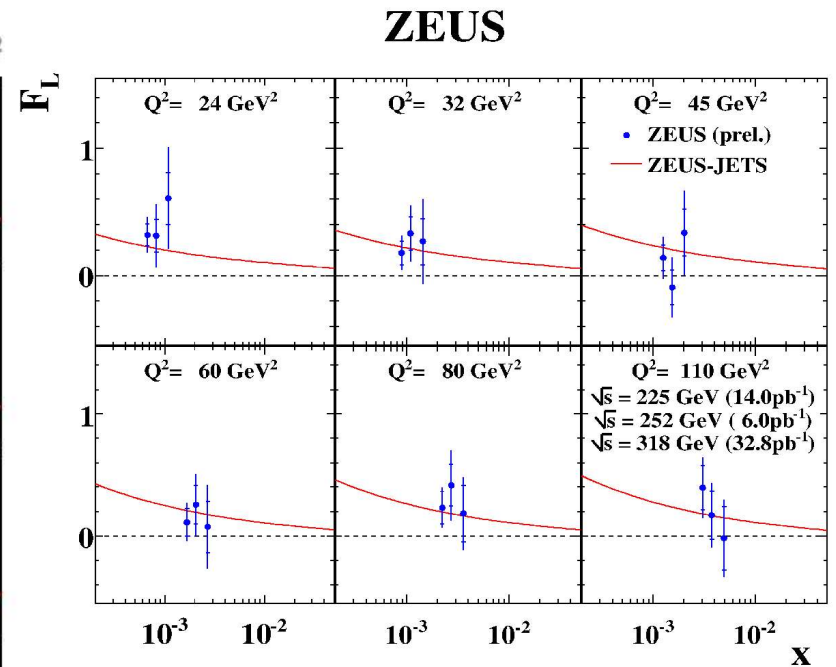 ZEUS
F_L
Q²= 24 GeV²
Q²= 32 GeV²
Q²= 45 GeV²
ZEUS (prel.)
ZEUS-JETS
1
0
Q²= 60 GeV²
Q²= 80 GeV²
Q²= 110 GeV²
√s = 225 GeV (14.0pb⁻¹)
√s = 252 GeV ( 6.0pb⁻¹)
√s = 318 GeV (32.8pb⁻¹)
1
0
10⁻³ 10⁻² 10⁻³ 10⁻² 10⁻³ 10⁻²
x